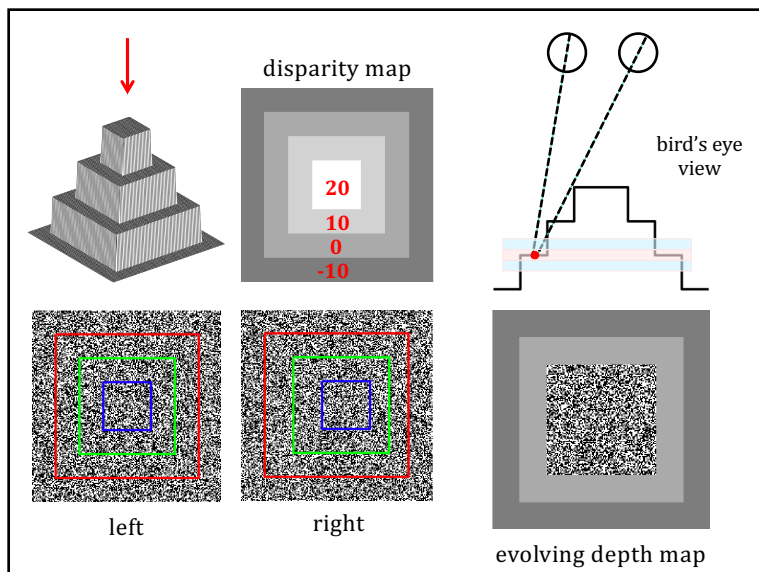 disparity map
20
10
0
-10
bird's eye
view
left
right
evolving depth map